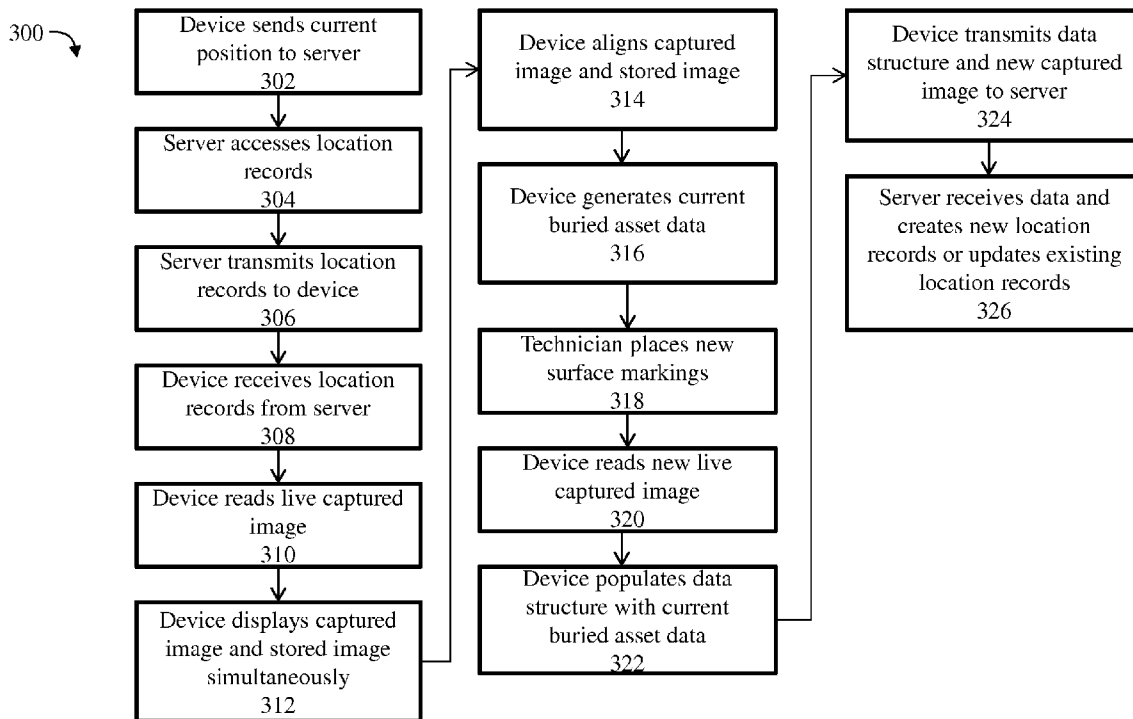 300
Device sends current
position to server
302
Server accesses location
records
304
Server transmits location
records to device
306
Device receives location
records from server
308
Device reads live captured
image
310
Device displays captured
image and stored image
simultaneously
312
Device aligns captured
image and stored image
314
Device generates current
buried asset data
316
Technician places new
surface markings
318
Device reads new live
captured image
320
Device populates data
structure with current
buried asset data
322
Device transmits data
structure and new captured
image to server
324
Server receives data and
creates new location
records or updates existing
location records
326